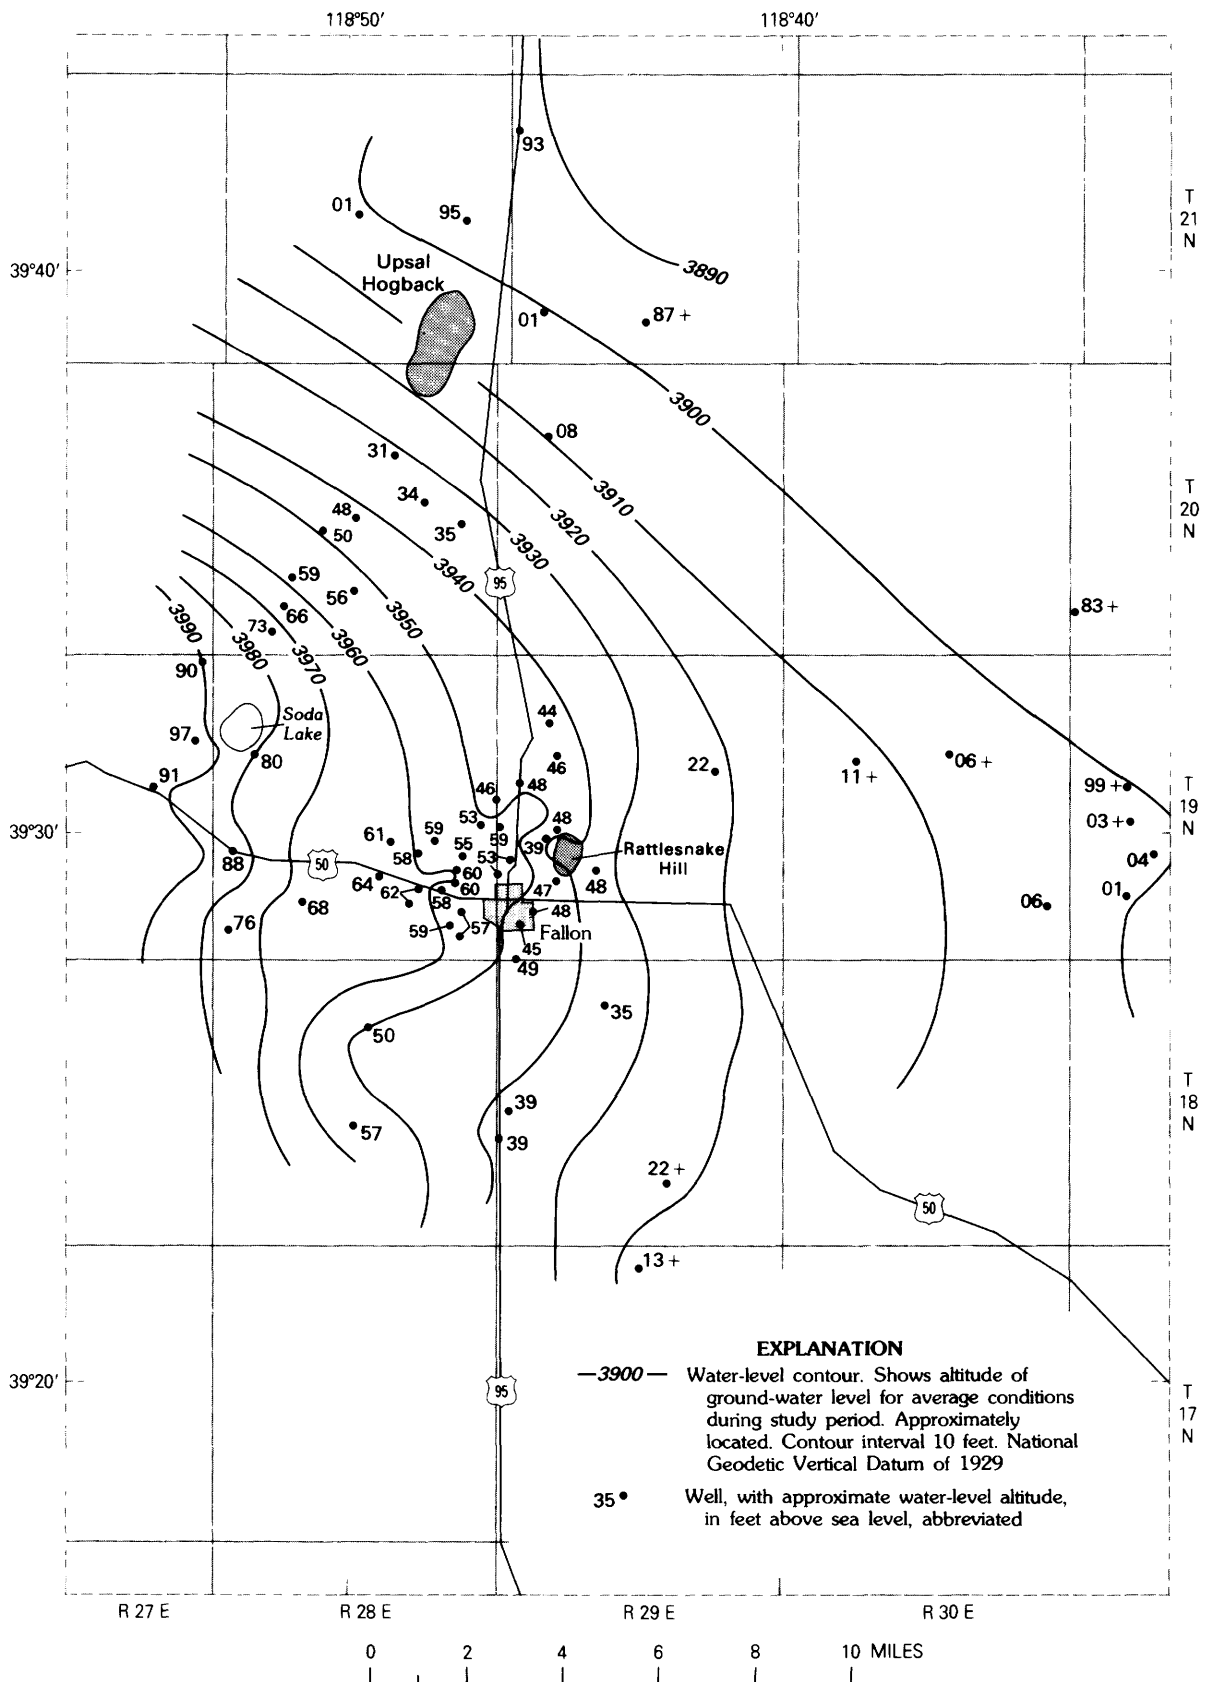 118°50′ 118°40′
93
T
21
N
01 95
39°40′
Upsal
Hogback
3890
01 87 +
3900
08
31
3910
34
T
20
N
48 50 35
3920
3930
3940
95
59 56
66
83 +
73
3990 3980 3970 3960 3950
90
Soda
Lake
44
97 80 46 22 11 + 06 +
91 48 99 +
T
19
N
46
39°30′
53 48 03 +
61 59 59 39
58 55 53
Rattlesnake
Hill
04
88 50 60
64 62 60 47 48 01
68 58 48 06
76 59 57 Fallon
45
49
35
50
39
T
18
N
57 39
22 +
50
13 +
EXPLANATION
—3900— Water-level contour. Shows altitude of
ground-water level for average conditions
during study period. Approximately
located. Contour interval 10 feet. National
Geodetic Vertical Datum of 1929
39°20′
95
T
17
N
35 Well, with approximate water-level altitude,
in feet above sea level, abbreviated
R 27 E R 28 E R 29 E R 30 E
0 2 4 6 8 10 MILES